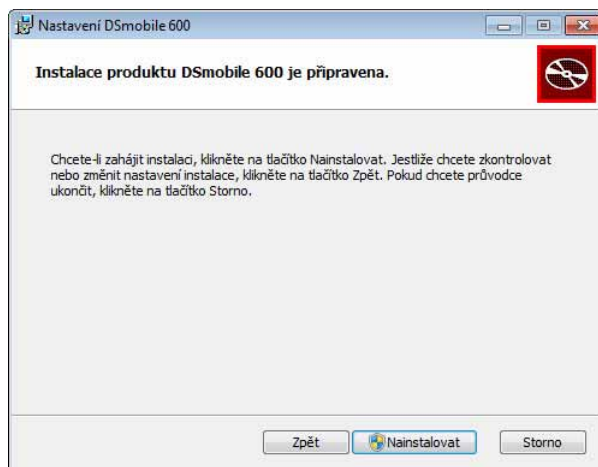 Nastavení DSmobile 600
Instalace produktu DSmobile 600 je připravena.
Chcete-li zahájit instalaci, klikněte na tlačítko Nainstalovat. Jestliže chcete zkontrolovat
nebo změnit nastavení instalace, klikněte na tlačítko Zpět. Pokud chcete průvodce
ukončit, klikněte na tlačítko Storno.
Zpět Nainstalovat Storno